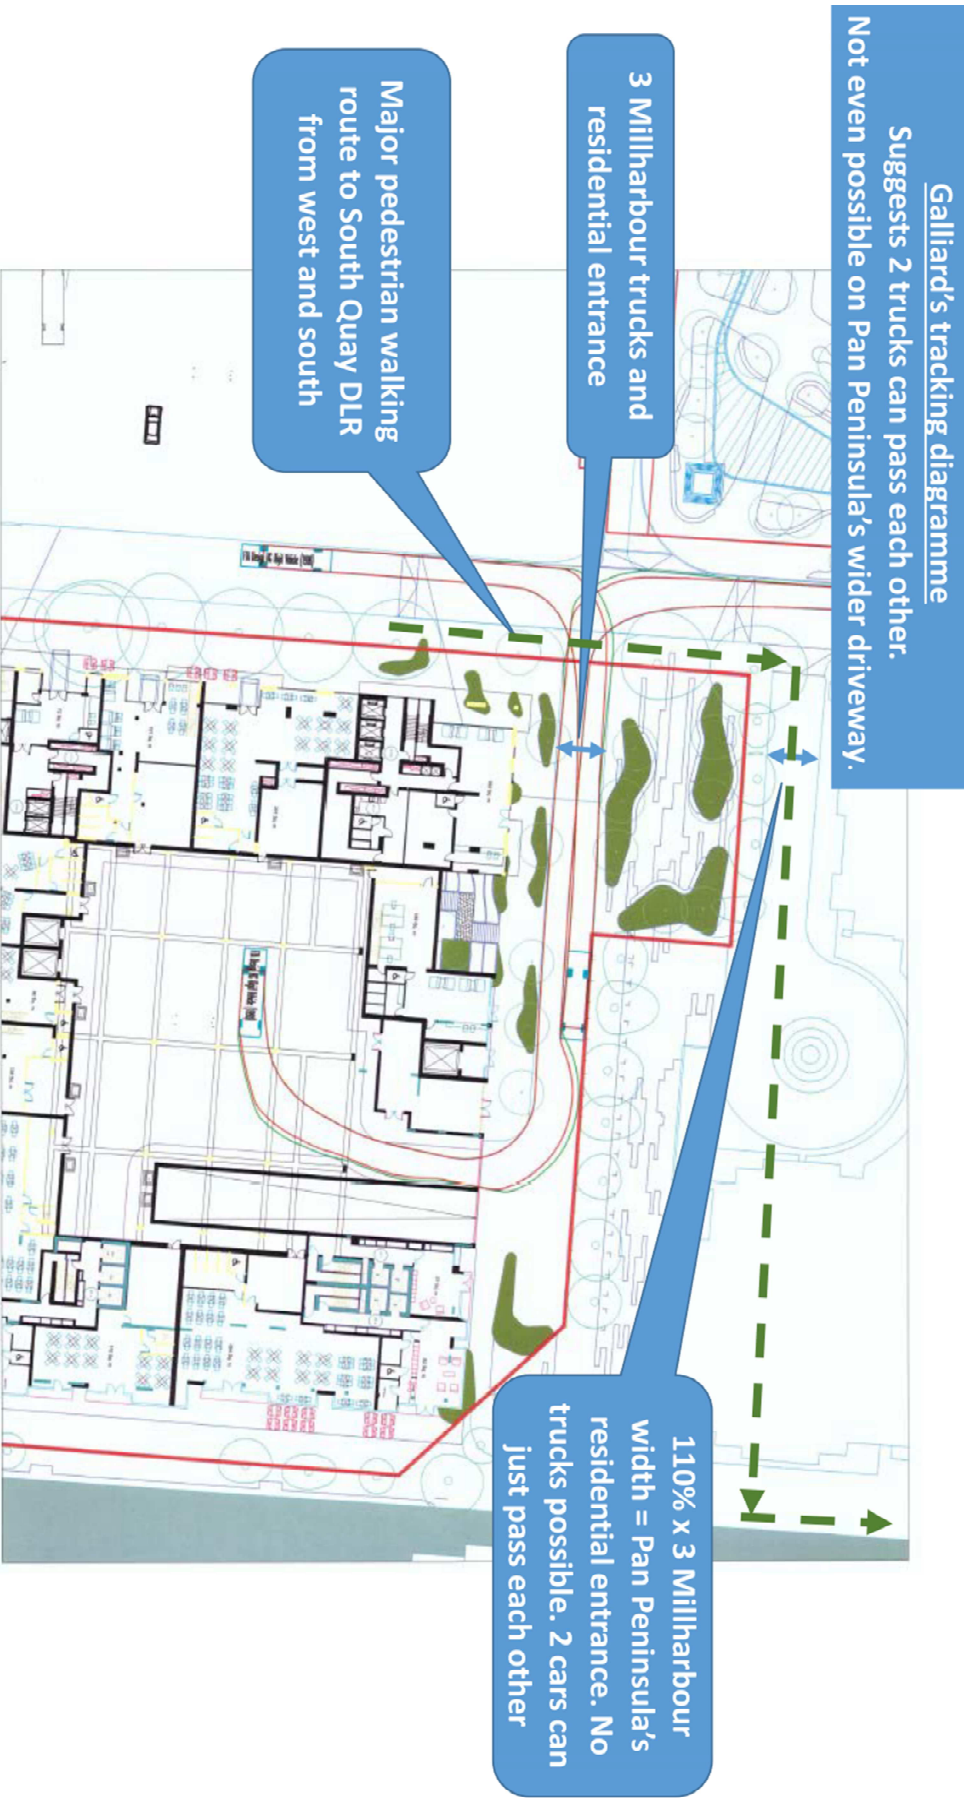 Galliard’s tracking diagramme
Suggests 2 trucks can pass each other.
Not even possible on Pan Peninsula’s wider driveway.
3 Millharbour trucks and
residential entrance
Major pedestrian walking
route to South Quay DLR
from west and south
110% x 3 Millharbour
width = Pan Peninsula’s
residential entrance. No
trucks possible. 2 cars can
just pass each other